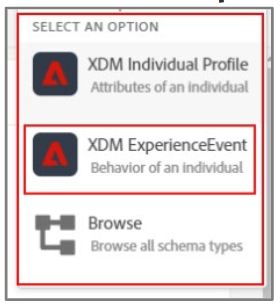 SELECT AN OPTION
XDM Individual Profile
Attributes of an individual
XDM ExperienceEvent
Behavior of an individual
Browse
Browse all schema types